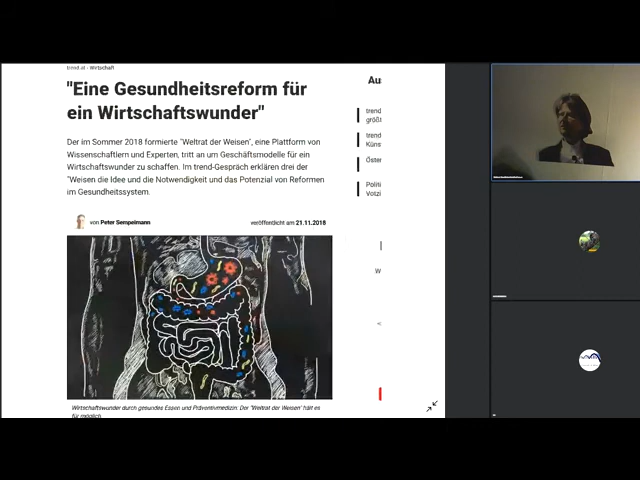 trend.at › Wirtschaft
"Eine Gesundheitsreform für
ein Wirtschaftswunder"
Der im Sommer 2018 formierte "Weltrat der Weisen", eine Plattform von
Wissenschaftlern und Experten, tritt an um Geschäftsmodelle für ein
Wirtschaftswunder zu schaffen. Im trend-Gespräch erklären drei der
"Weisen die Idee und die Notwendigkeit und das Potenzial von Reformen
im Gesundheitssystem.
von Peter Sempelmann
veröffentlicht am 21.11.2018
Wirtschaftswunder durch gesundes Essen und Präventivmedizin. Der "Weltrat der Weisen" hält es
für möglich.
Au
trend
größt
trend
Küns
Öster
Politi
Votzi
W